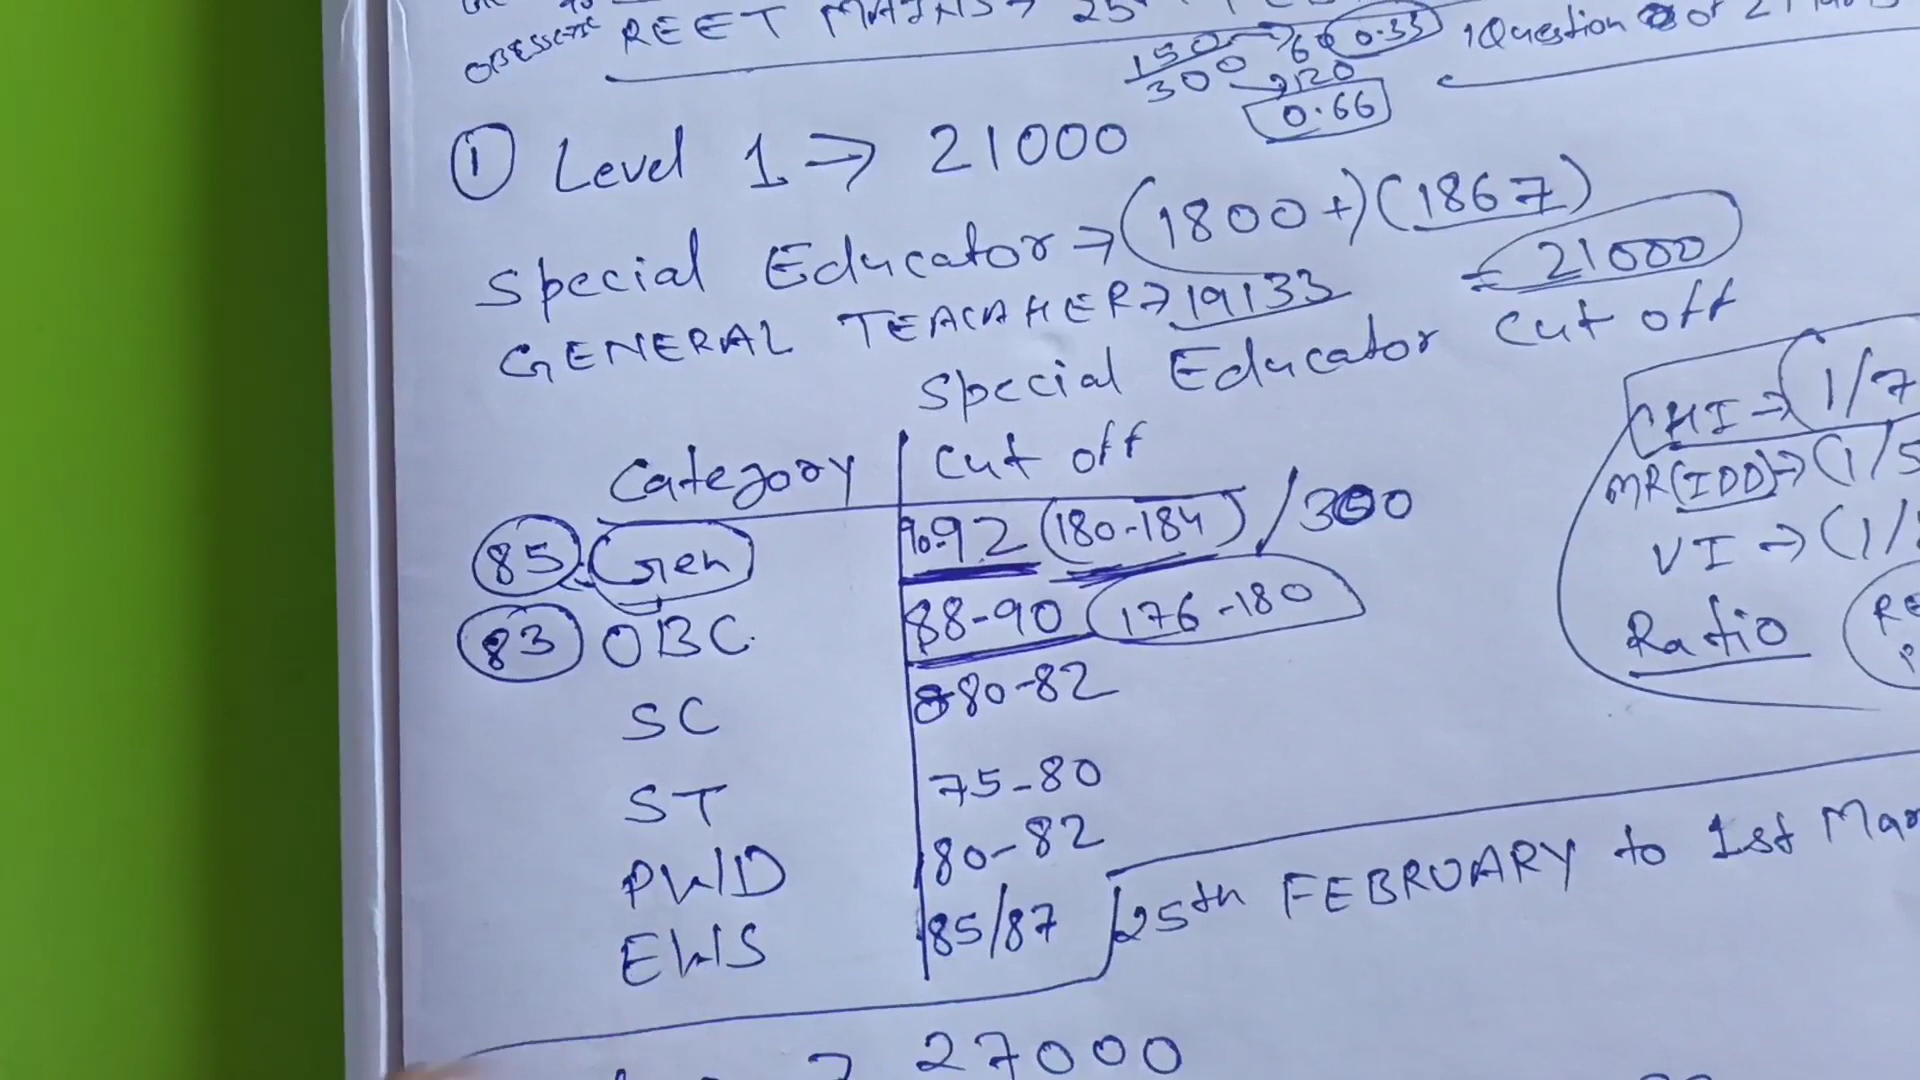 REET MAINS → 25
150 → 60 0.33 1 Question of 2
300 → 120
0.66
① Level 1 → 21000
Special Educator → (1800+) (1867)
GENERAL TEACAHER → 19133 = 21000
Special Educator Cut off
Category Cut off
85 Gen 90-92 (180-184) /300
83 OBC 88-90 176-180
SC 80-82
ST 75-80
PWD 80-82
EWS 85/87
25th FEBRUARY to 1st Mar
CHI → 1/7
MR(IDD) → (1/5
VI → (1/
Ratio
27000